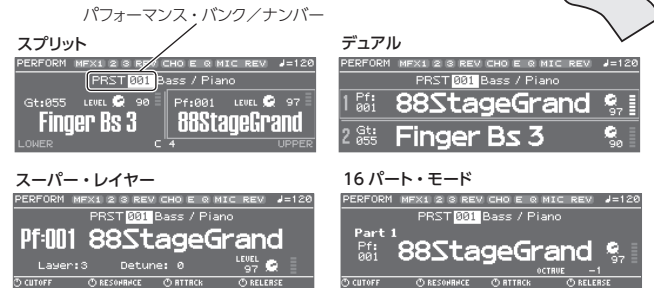 パフォーマンス・バンク／ナンバー
スプリット
PERFORM MFX1 2 3 REV CHO E Q MIC REV ♩=120
PRST 001 Bass / Piano
Gt:055 LEVEL 90 Pf:001 LEVEL 97
Finger Bs 3 88StageGrand
LOWER C 4 UPPER
デュアル
PERFORM MFX1 2 3 REV CHO E Q MIC REV ♩=120
PRST 001 Bass / Piano
1 Pf: 001 88StageGrand 97
2 Gt: 055 Finger Bs 3 90
スーパー・レイヤー
PERFORM MFX1 2 3 REV CHO E Q MIC REV ♩=120
PRST 001 Bass / Piano
Pf:001 88StageGrand
Layer:3 Detune: 0 LEVEL 97
CUTOFF RESONANCE ATTACK RELEASE
16 パート・モード
PERFORM MFX1 2 3 REV CHO E Q MIC REV ♩=120
PRST 001 Bass / Piano
Part 1
Pf: 001 88StageGrand 97
OCTAVE -1
CUTOFF RESONANCE ATTACK RELEASE